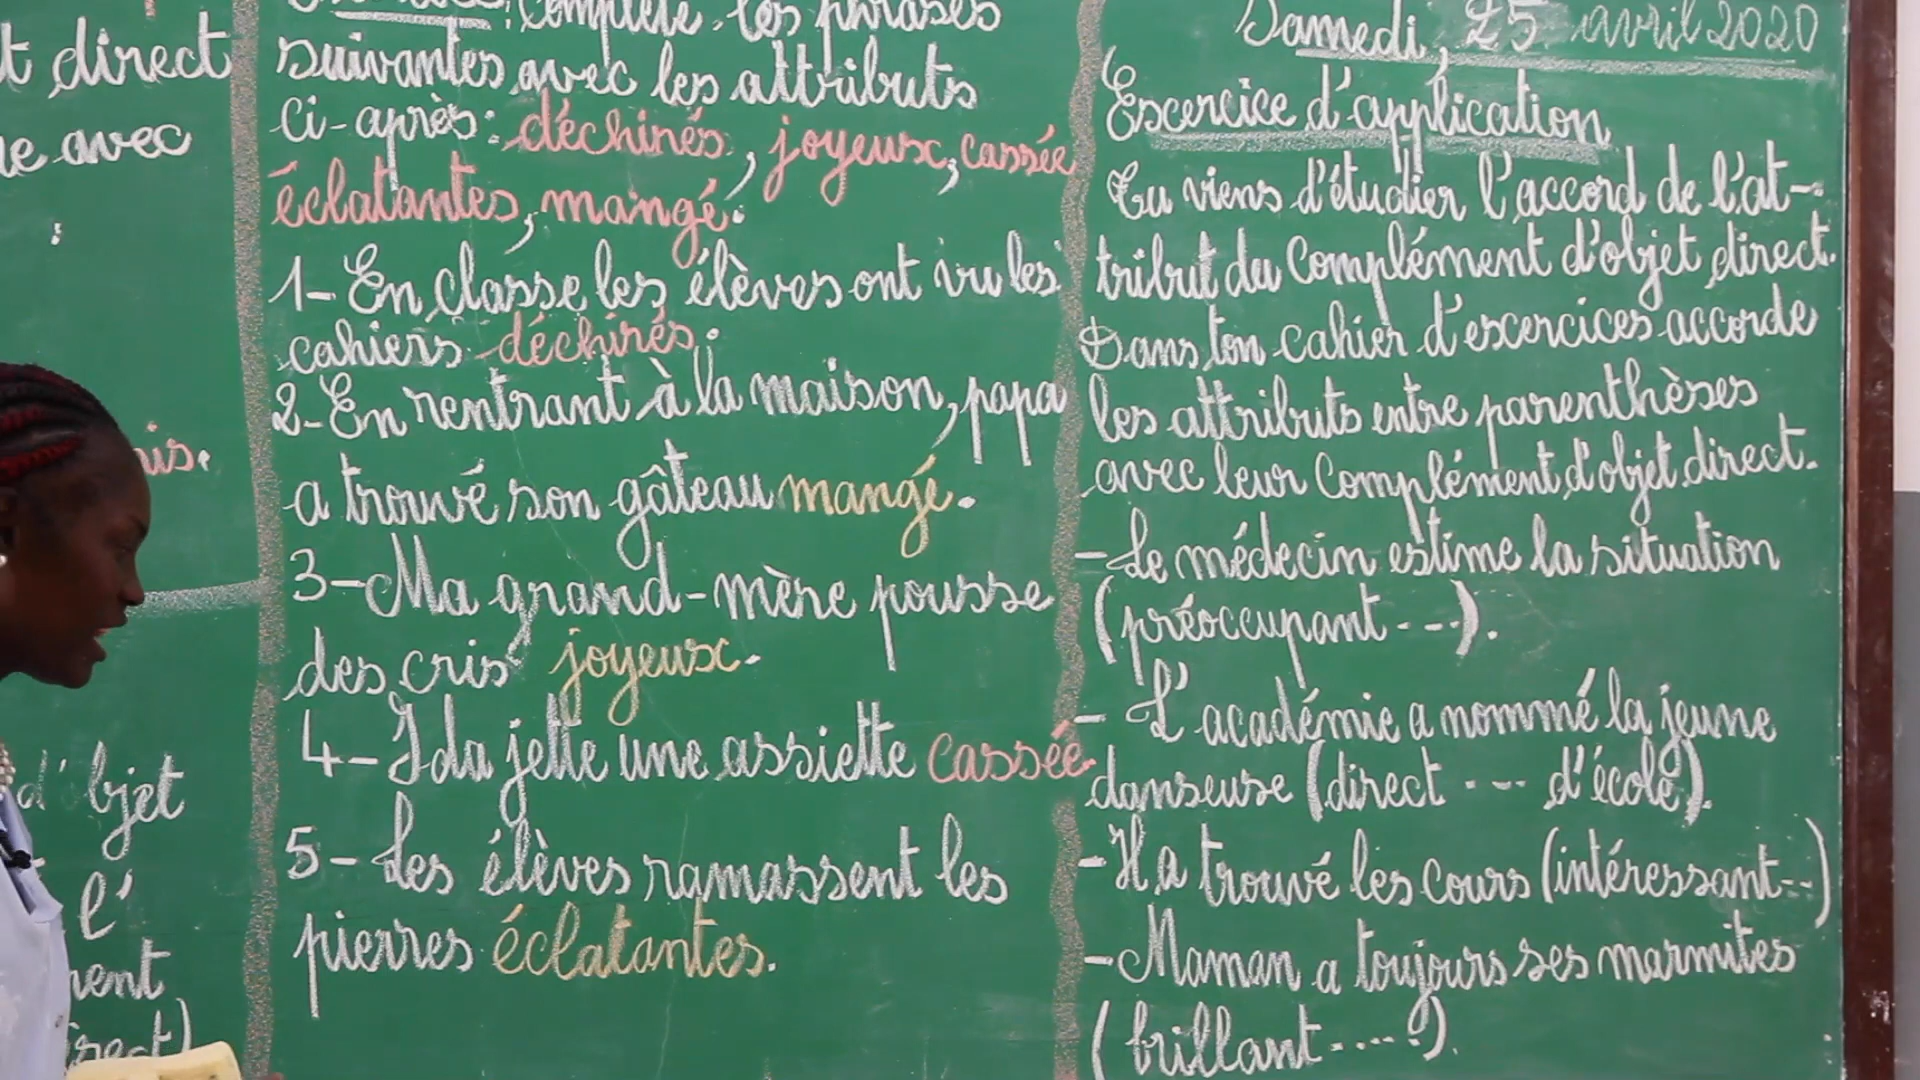 t direct
ue avec
:
d'objet
l'
ment
suivantes avec les attributs
Ci-après: déchinés, joyeux, cassée
éclatantes, mangé.
1- En classe les élèves ont vu les
cahiers déchirés.
2- En rentrant à la maison, papa
a trouvé son gâteau mangé.
3- Ma grand-mère pousse
des cris joyeux.
4- Ida jette une assiette cassée.
5- Les élèves ramassent les
pierres éclatantes.
Samedi, 25 avril 2020
Exercice d'application
Tu viens d'étudier l'accord de l'at-
tribut du Complément d'objet direct.
Dans ton cahier d'exercices accorde
les attributs entre parenthèses
avec leur Complément d'objet direct.
- Le médecin estime la situation
(préoccupant ---).
- L'académie a nommé la jeune
danseuse (direct --- d'école).
- Il a trouvé les cours (intéressant--)
- Maman a toujours ses marmites
(brillant ....).